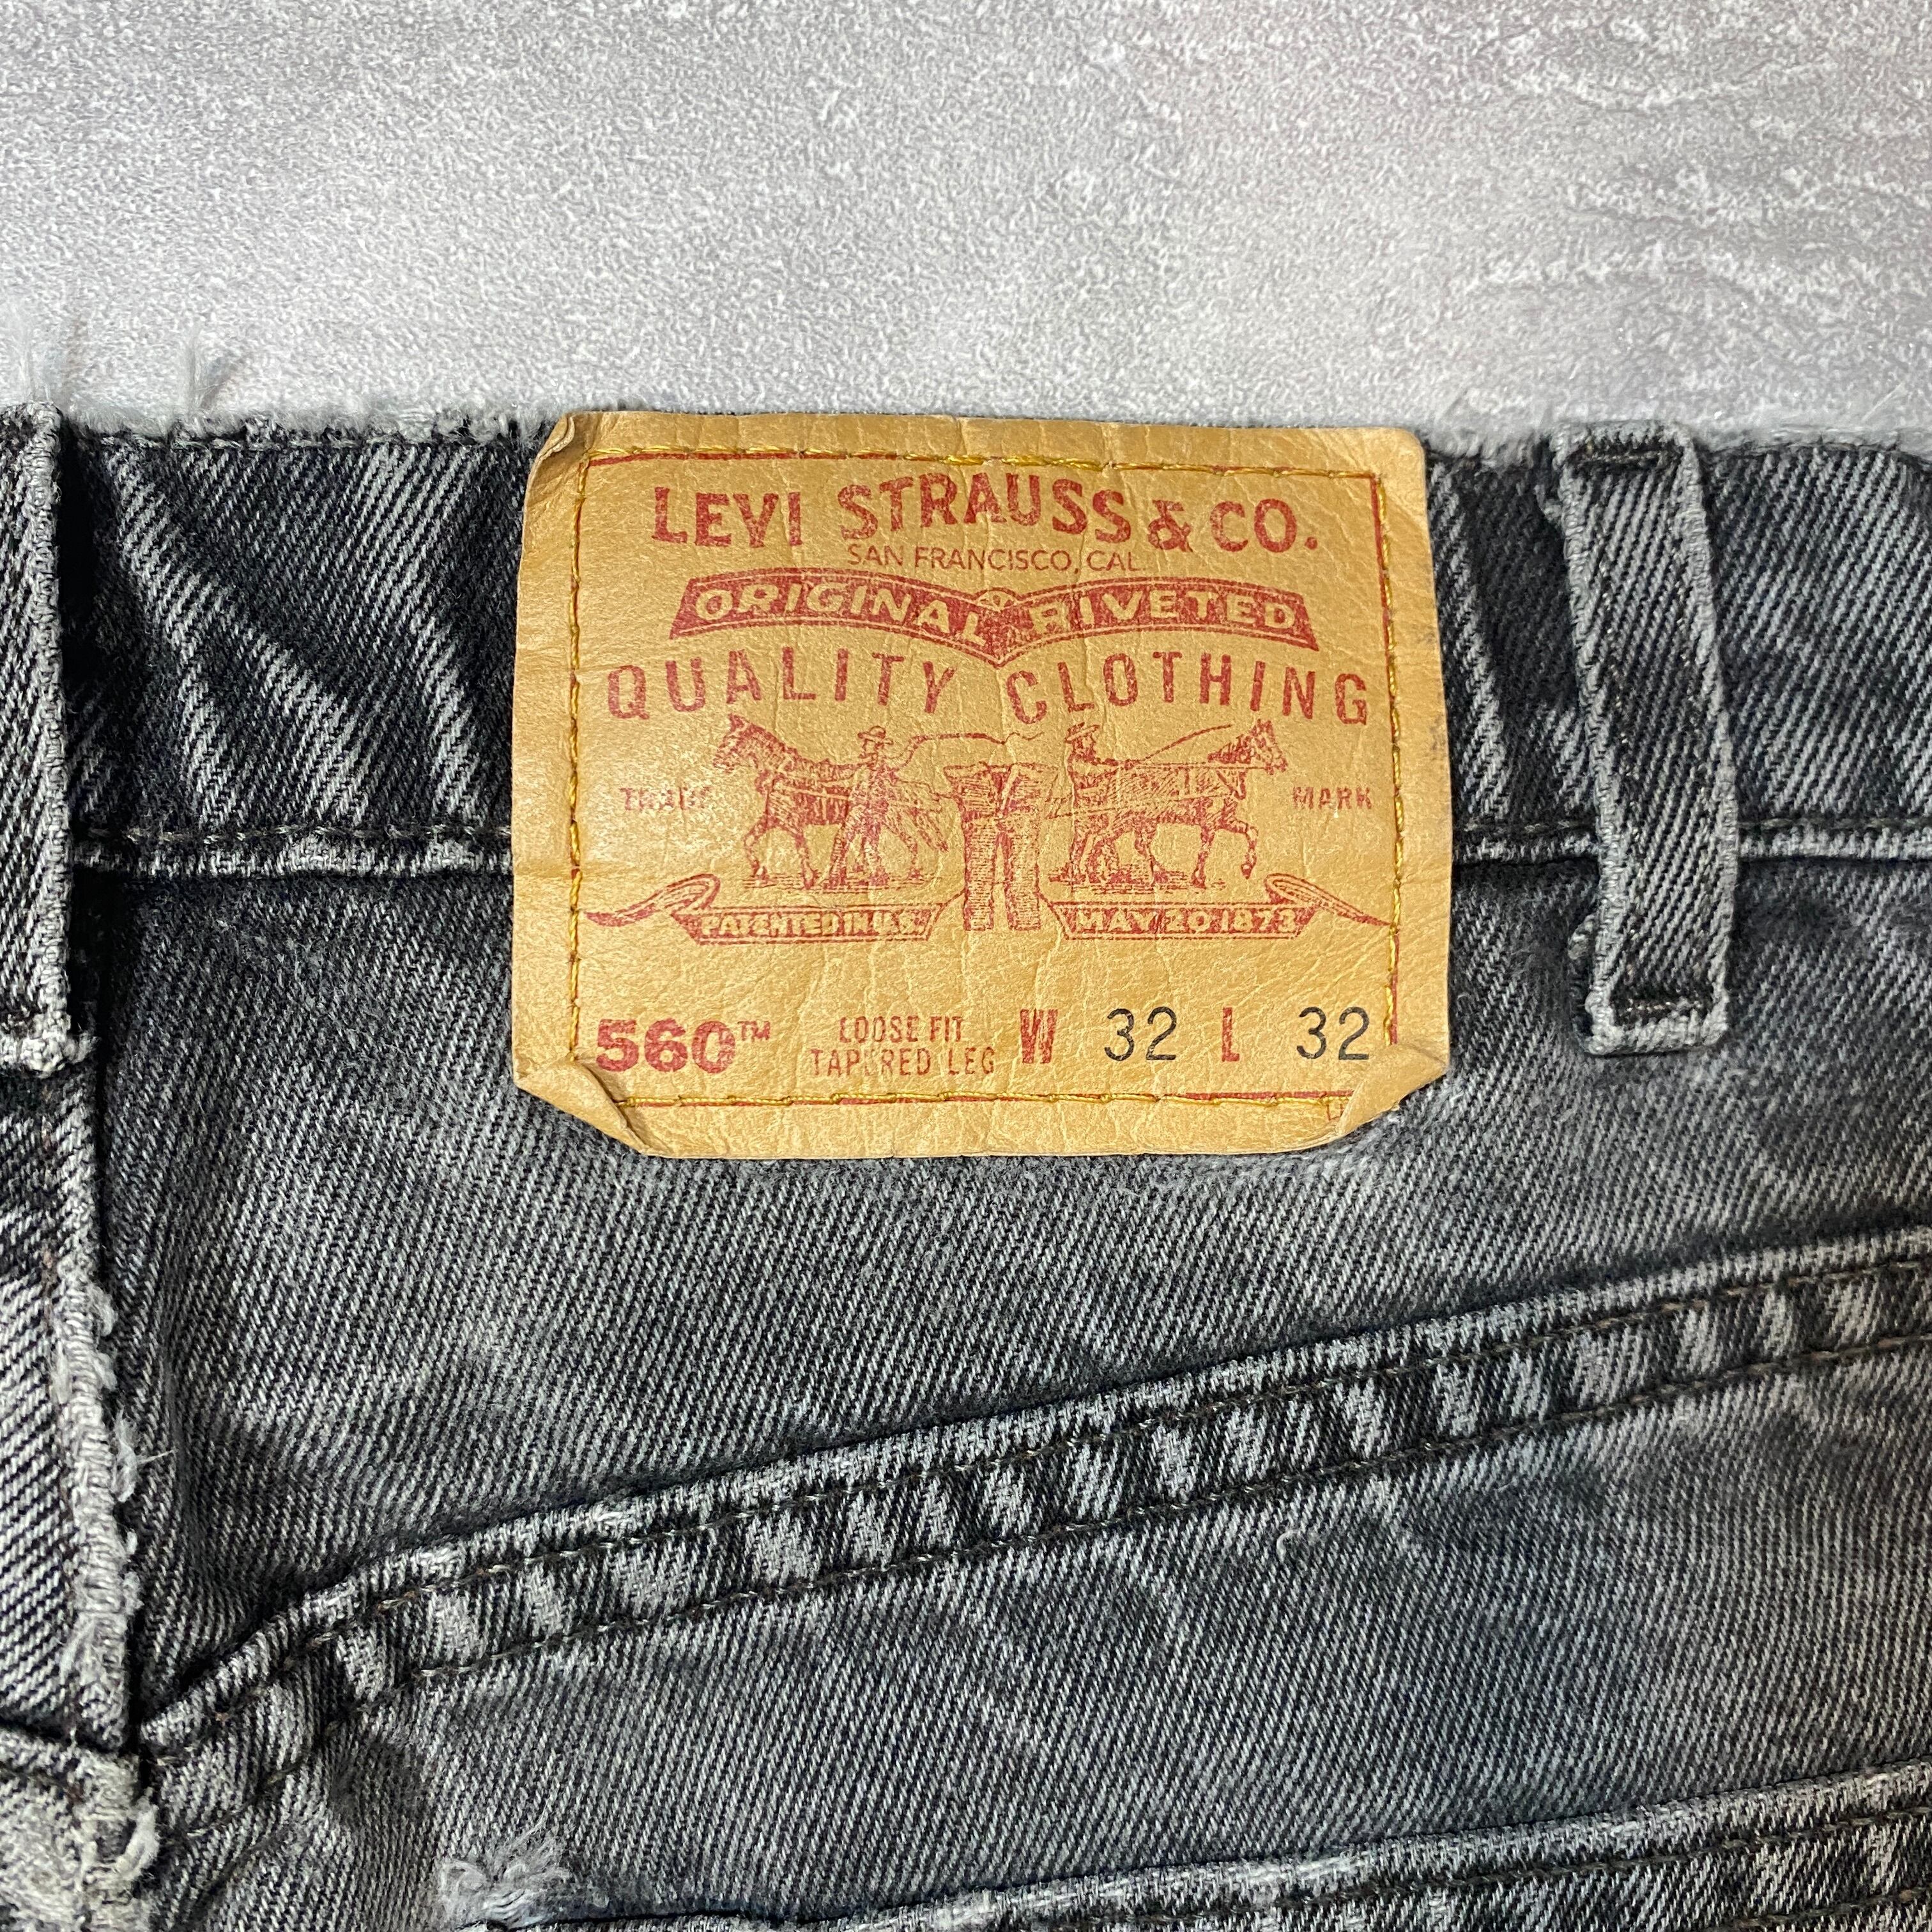 LEVI STRAUSS & CO.
SAN FRANCISCO, CAL.
ORIGINAL RIVETED
QUALITY CLOTHING
TRADE MARK
PATENTED IN U.S. MAY 20 1873
560™ LOOSE FIT W 32 L 32
TAPERED LEG